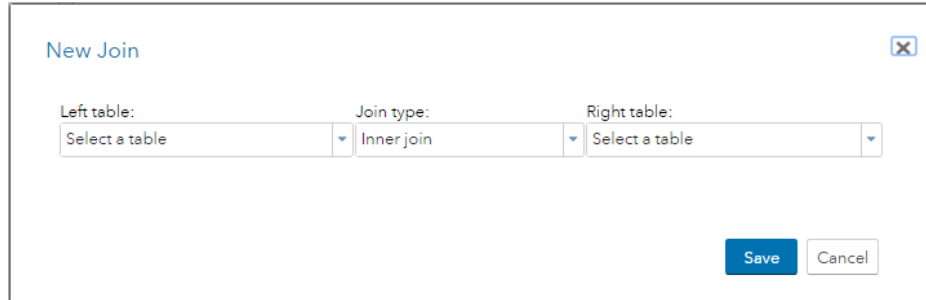 New Join
Left table: Join type: Right table:
Select a table Inner join Select a table
Save Cancel